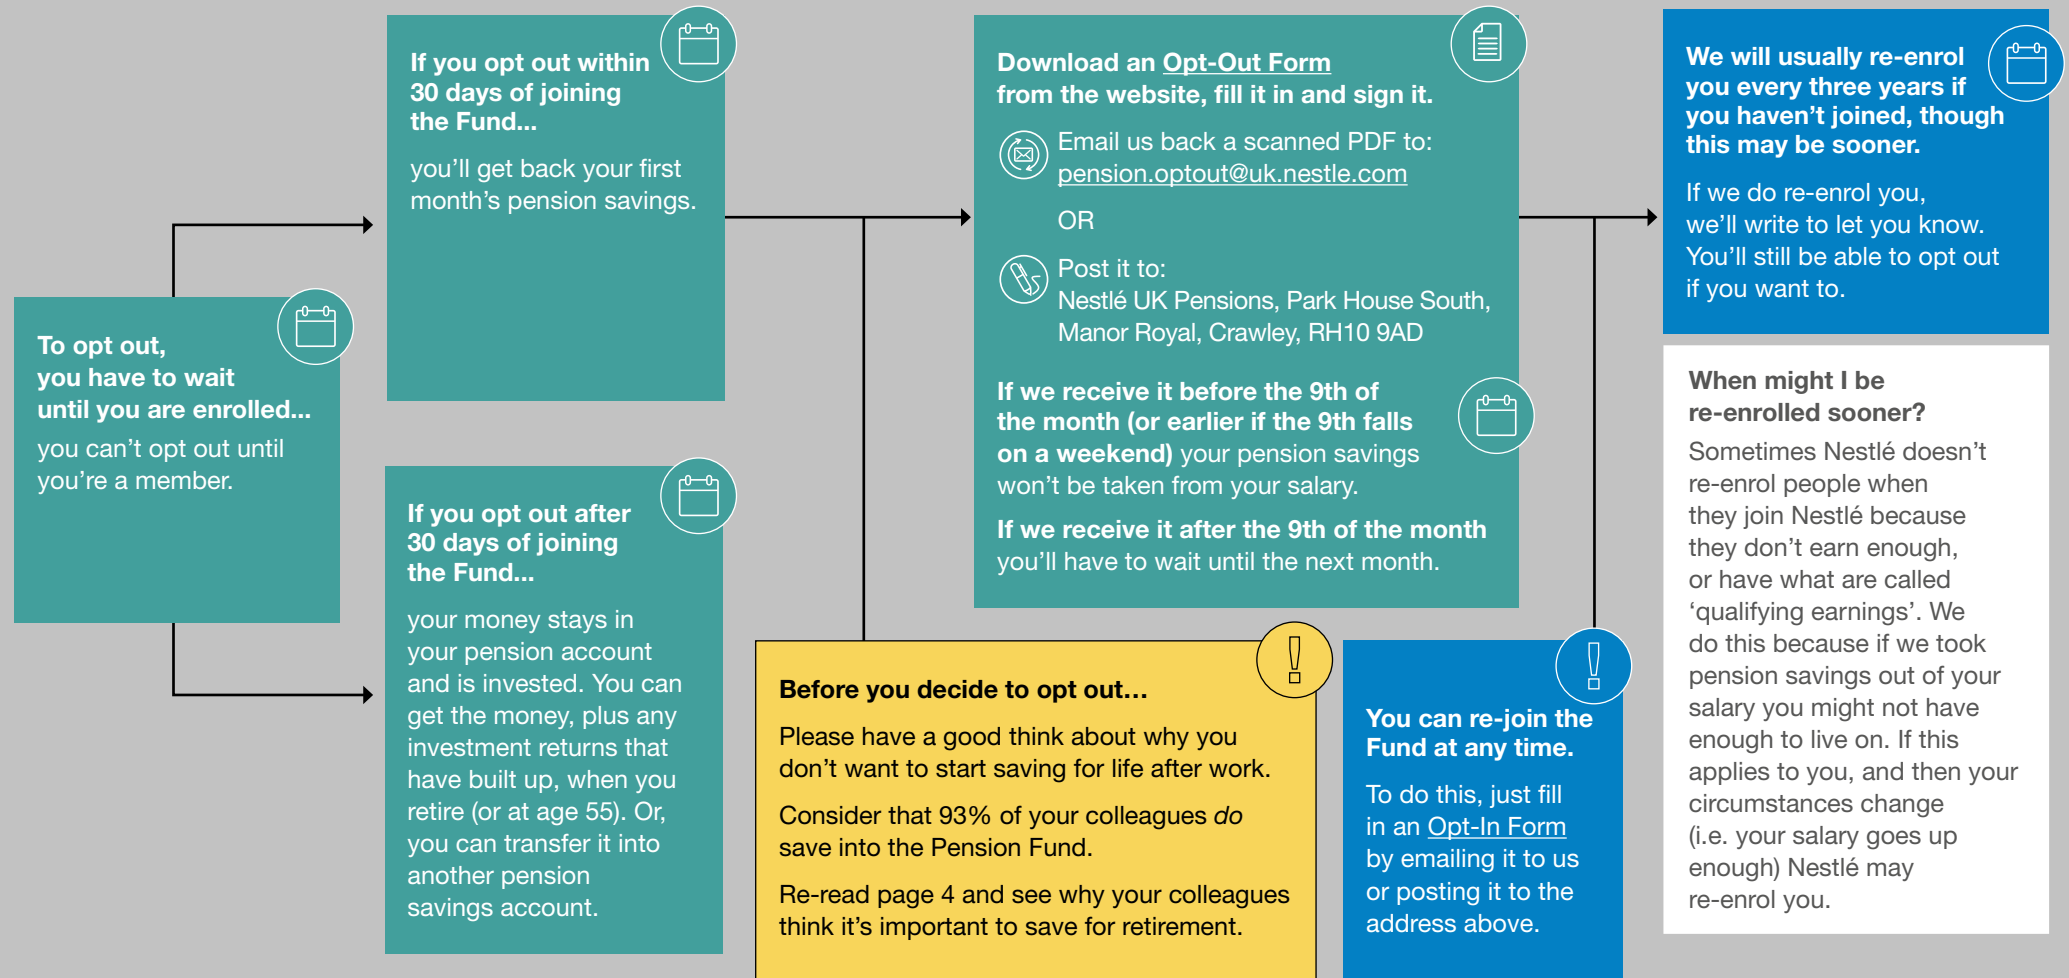 To opt out,
you have to wait
until you are enrolled...
you can’t opt out until
you’re a member.
If you opt out within
30 days of joining
the Fund...
you’ll get back your first
month’s pension savings.
If you opt out after
30 days of joining
the Fund...
your money stays in
your pension account
and is invested. You can
get the money, plus any
investment returns that
have built up, when you
retire (or at age 55). Or,
you can transfer it into
another pension
savings account.
Download an Opt-Out Form
from the website, fill it in and sign it.
Email us back a scanned PDF to:
pension.optout@uk.nestle.com
OR
Post it to:
Nestlé UK Pensions, Park House South,
Manor Royal, Crawley, RH10 9AD
If we receive it before the 9th of
the month (or earlier if the 9th falls
on a weekend) your pension savings
won’t be taken from your salary.
If we receive it after the 9th of the month
you’ll have to wait until the next month.
Before you decide to opt out…
Please have a good think about why you
don’t want to start saving for life after work.
Consider that 93% of your colleagues do
save into the Pension Fund.
Re-read page 4 and see why your colleagues
think it’s important to save for retirement.
You can re-join the
Fund at any time.
To do this, just fill
in an Opt-In Form
by emailing it to us
or posting it to the
address above.
We will usually re-enrol
you every three years if
you haven’t joined, though
this may be sooner.
If we do re-enrol you,
we’ll write to let you know.
You’ll still be able to opt out
if you want to.
When might I be
re-enrolled sooner?
Sometimes Nestlé doesn’t
re-enrol people when
they join Nestlé because
they don’t earn enough,
or have what are called
‘qualifying earnings’. We
do this because if we took
pension savings out of your
salary you might not have
enough to live on. If this
applies to you, and then your
circumstances change
(i.e. your salary goes up
enough) Nestlé may
re-enrol you.